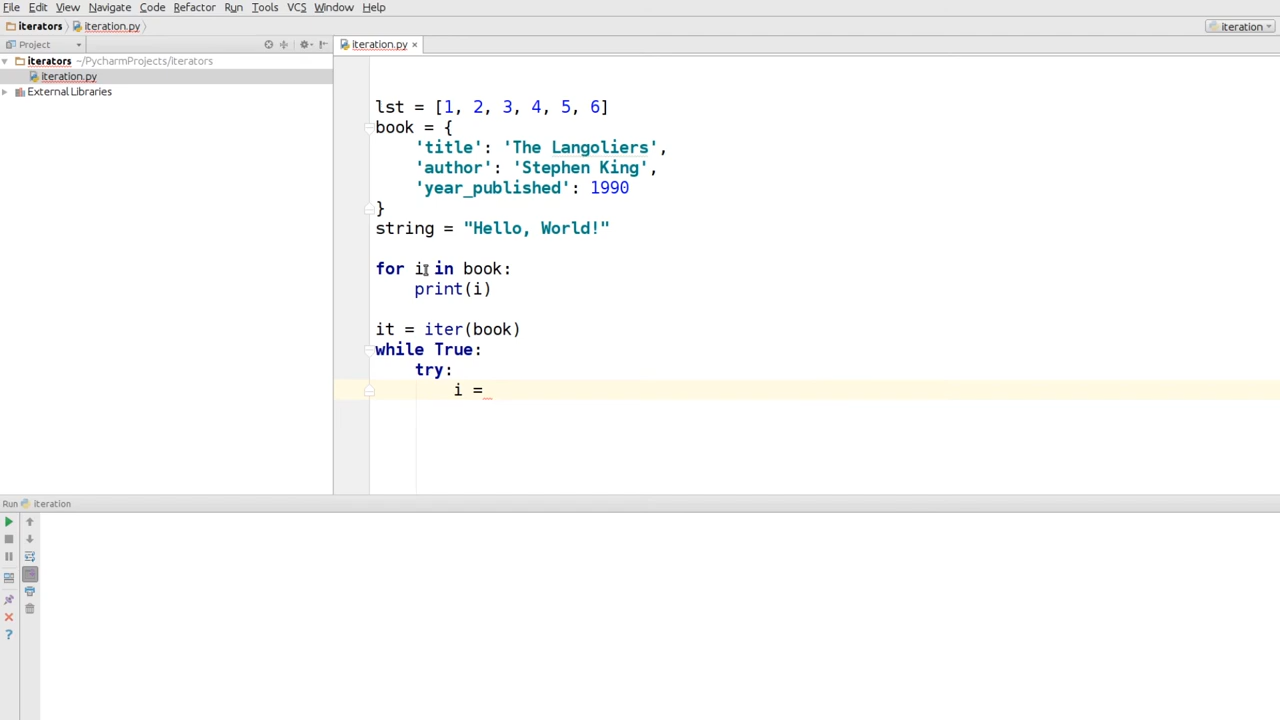 File Edit View Navigate Code Refactor Run Tools VCS Window Help
iterators iteration.py iteration
Project iteration.py ×
iterators ~/PycharmProjects/iterators
iteration.py
External Libraries
lst = [1, 2, 3, 4, 5, 6]
book = {
'title': 'The Langoliers',
'author': 'Stephen King',
'year_published': 1990
}
string = "Hello, World!"
for i in book:
print(i)
it = iter(book)
while True:
try:
i =
Run iteration